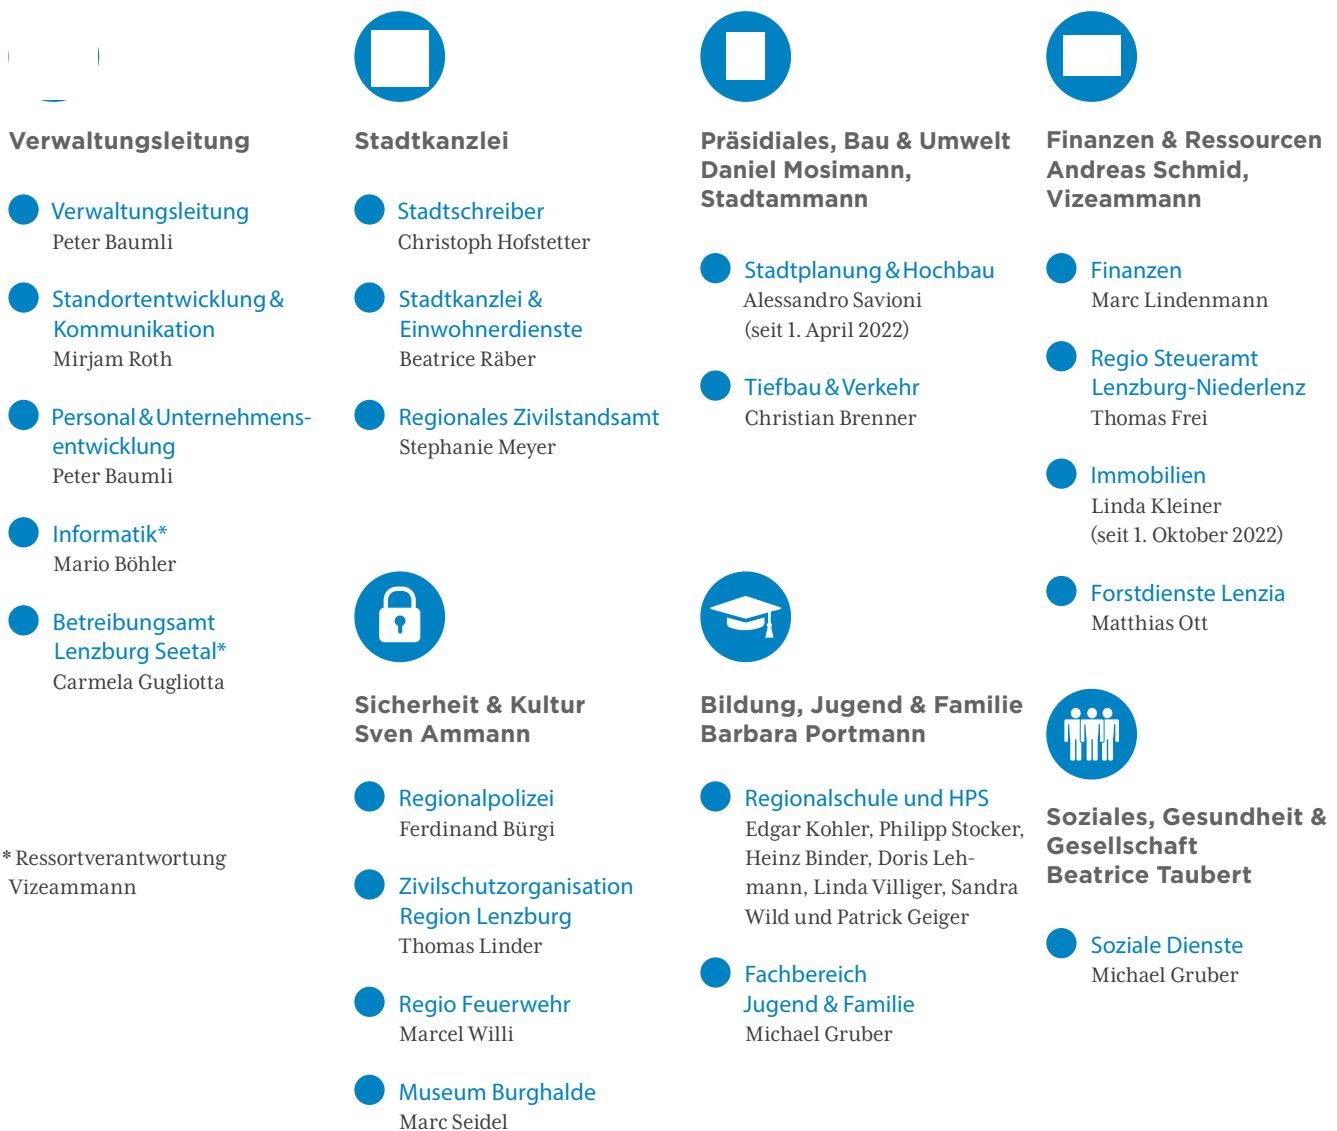 Verwaltungsleitung
Verwaltungsleitung
Peter Baumli
Standortentwicklung &
Kommunikation
Mirjam Roth
Personal & Unternehmens-
entwicklung
Peter Baumli
Informatik*
Mario Böhler
Betreibungsamt
Lenzburg Seetal*
Carmela Gugliotta
* Ressortverantwortung
Vizeammann
Stadtkanzlei
Stadtschreiber
Christoph Hofstetter
Stadtkanzlei &
Einwohnerdienste
Beatrice Räber
Regionales Zivilstandsamt
Stephanie Meyer
Sicherheit & Kultur
Sven Ammann
Regionalpolizei
Ferdinand Bürgi
Zivilschutzorganisation
Region Lenzburg
Thomas Linder
Regio Feuerwehr
Marcel Willi
Museum Burghalde
Marc Seidel
Präsidiales, Bau & Umwelt
Daniel Mosimann,
Stadtammann
Stadtplanung & Hochbau
Alessandro Savioni
(seit 1. April 2022)
Tiefbau & Verkehr
Christian Brenner
Bildung, Jugend & Familie
Barbara Portmann
Regionalschule und HPS
Edgar Kohler, Philipp Stocker,
Heinz Binder, Doris Leh-
mann, Linda Villiger, Sandra
Wild und Patrick Geiger
Fachbereich
Jugend & Familie
Michael Gruber
Finanzen & Ressourcen
Andreas Schmid,
Vizeammann
Finanzen
Marc Lindenmann
Regio Steueramt
Lenzburg-Niederlenz
Thomas Frei
Immobilien
Linda Kleiner
(seit 1. Oktober 2022)
Forstdienste Lenzia
Matthias Ott
Soziales, Gesundheit &
Gesellschaft
Beatrice Taubert
Soziale Dienste
Michael Gruber